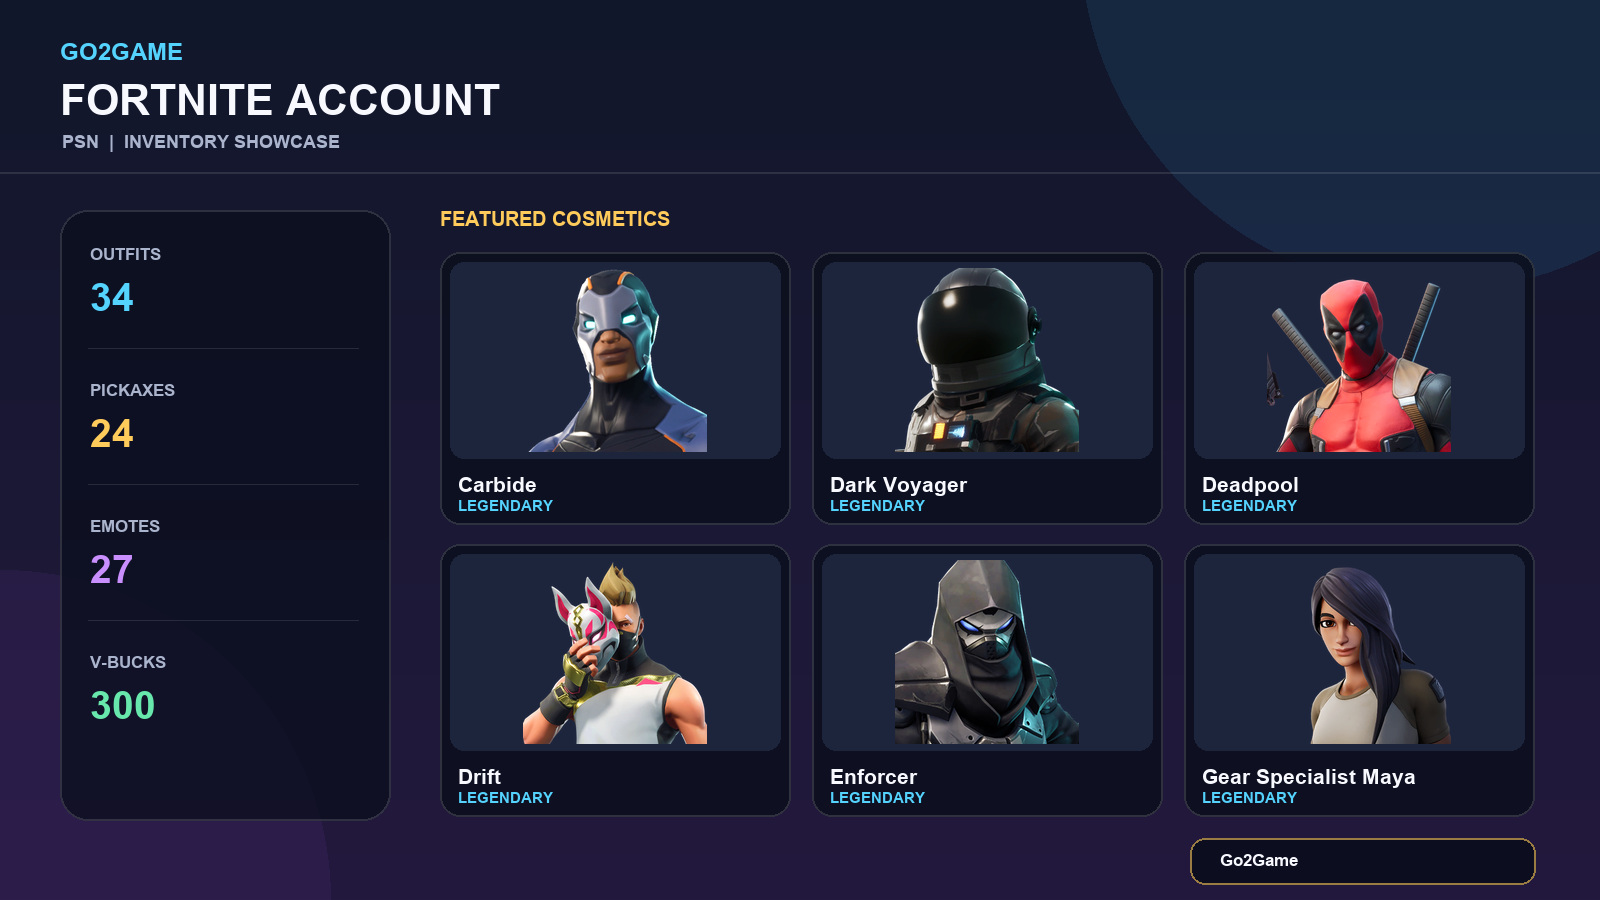 GO2GAME
FORTNITE ACCOUNT
PSN | INVENTORY SHOWCASE
OUTFITS
34
PICKAXES
24
EMOTES
27
V-BUCKS
300
FEATURED COSMETICS
Carbide
LEGENDARY
Dark Voyager
LEGENDARY
Deadpool
LEGENDARY
Drift
LEGENDARY
Enforcer
LEGENDARY
Gear Specialist Maya
LEGENDARY
Go2Game